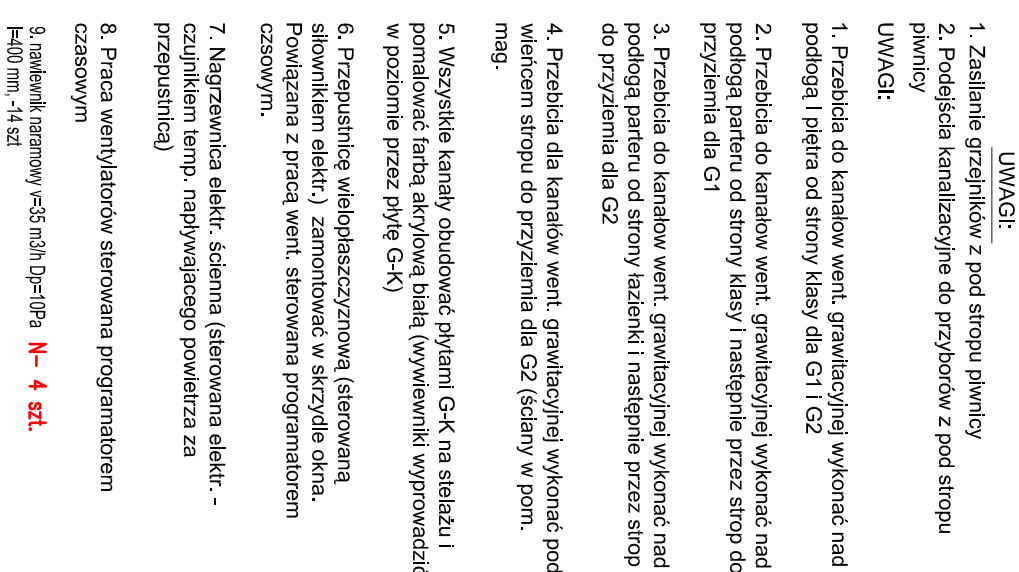 UWAGI:
1. Zasilanie grzejników z pod stropu piwnicy
2. Podejścia kanalizacyjne do przyborów z pod stropu
piwnicy
UWAGI:
1. Przebicia do kanałow went. grawitacyjnej wykonać nad
podłogą I piętra od strony klasy dla G1 i G2
2. Przebicia do kanałow went. grawitacyjnej wykonać nad
podłogą parteru od strony klasy i następnie przez strop do
przyziemia dla G1
3. Przebicia do kanałow went. grawitacyjnej wykonać nad
podłogą parteru od strony łazienki i następnie przez strop
do przyziemia dla G2
4. Przebicia dla kanałów went. grawitacyjnej wykonać pod
wieńcem stropu do przyziemia dla G2 (ściany w pom.
mag.
5. Wszystkie kanały obudować płytami G-K na stelażu i
pomalować farbą akrylową białą (wywiewniki wyprowadzić
w poziomie przez płytę G-K)
6. Przepustnicę wielopłaszczyznową (sterowaną
siłownikiem elektr.) zamontować w skrzydle okna.
Powiązana z pracą went. sterowana programatorem
czsowym.
7. Nagrzewnica elektr. ścienna (sterowana elektr. -
czujnikiem temp. napływajacego powietrza za
przepustnicą)
8. Praca wentylatorów sterowana programatorem
czasowym
9. nawiewnik naramowy v=35 m3/h Dp=10Pa N– 4 szt.
l=400 mm, -14 szt